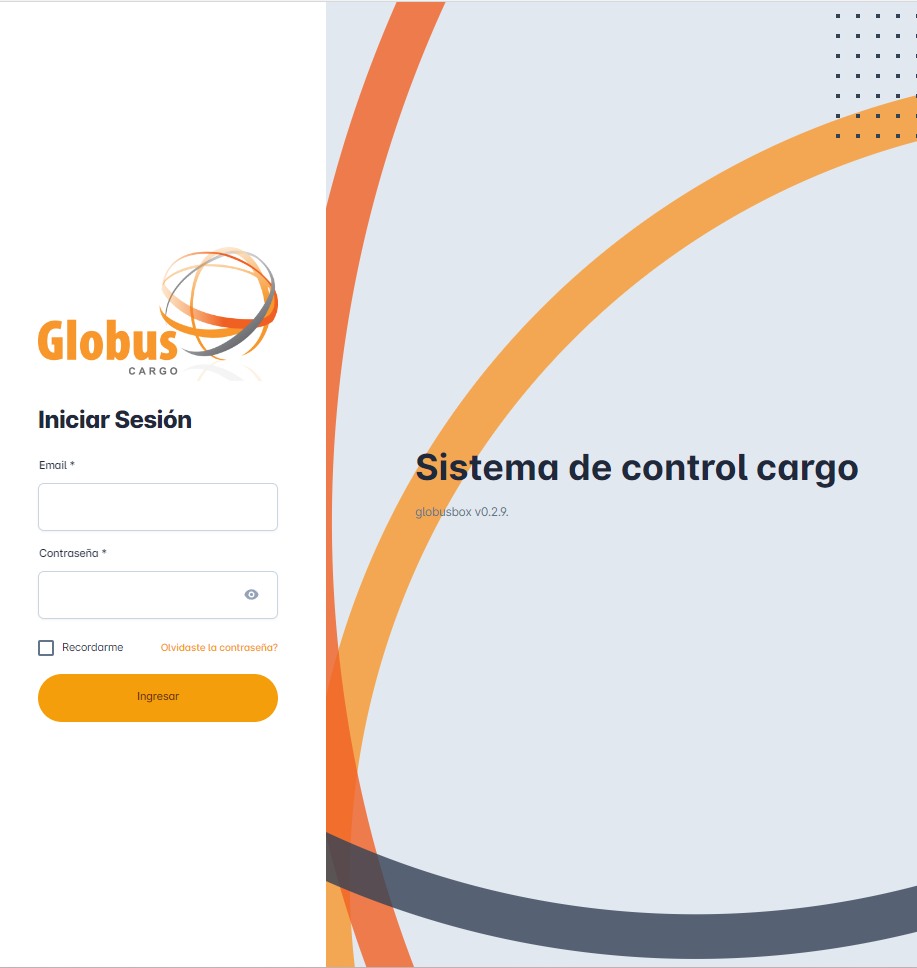 Globus
CARGO
Iniciar Sesión
Email *
Contraseña *
Recordarme
Olvidaste la contraseña?
Ingresar
Sistema de control cargo
globusbox v0.2.9.